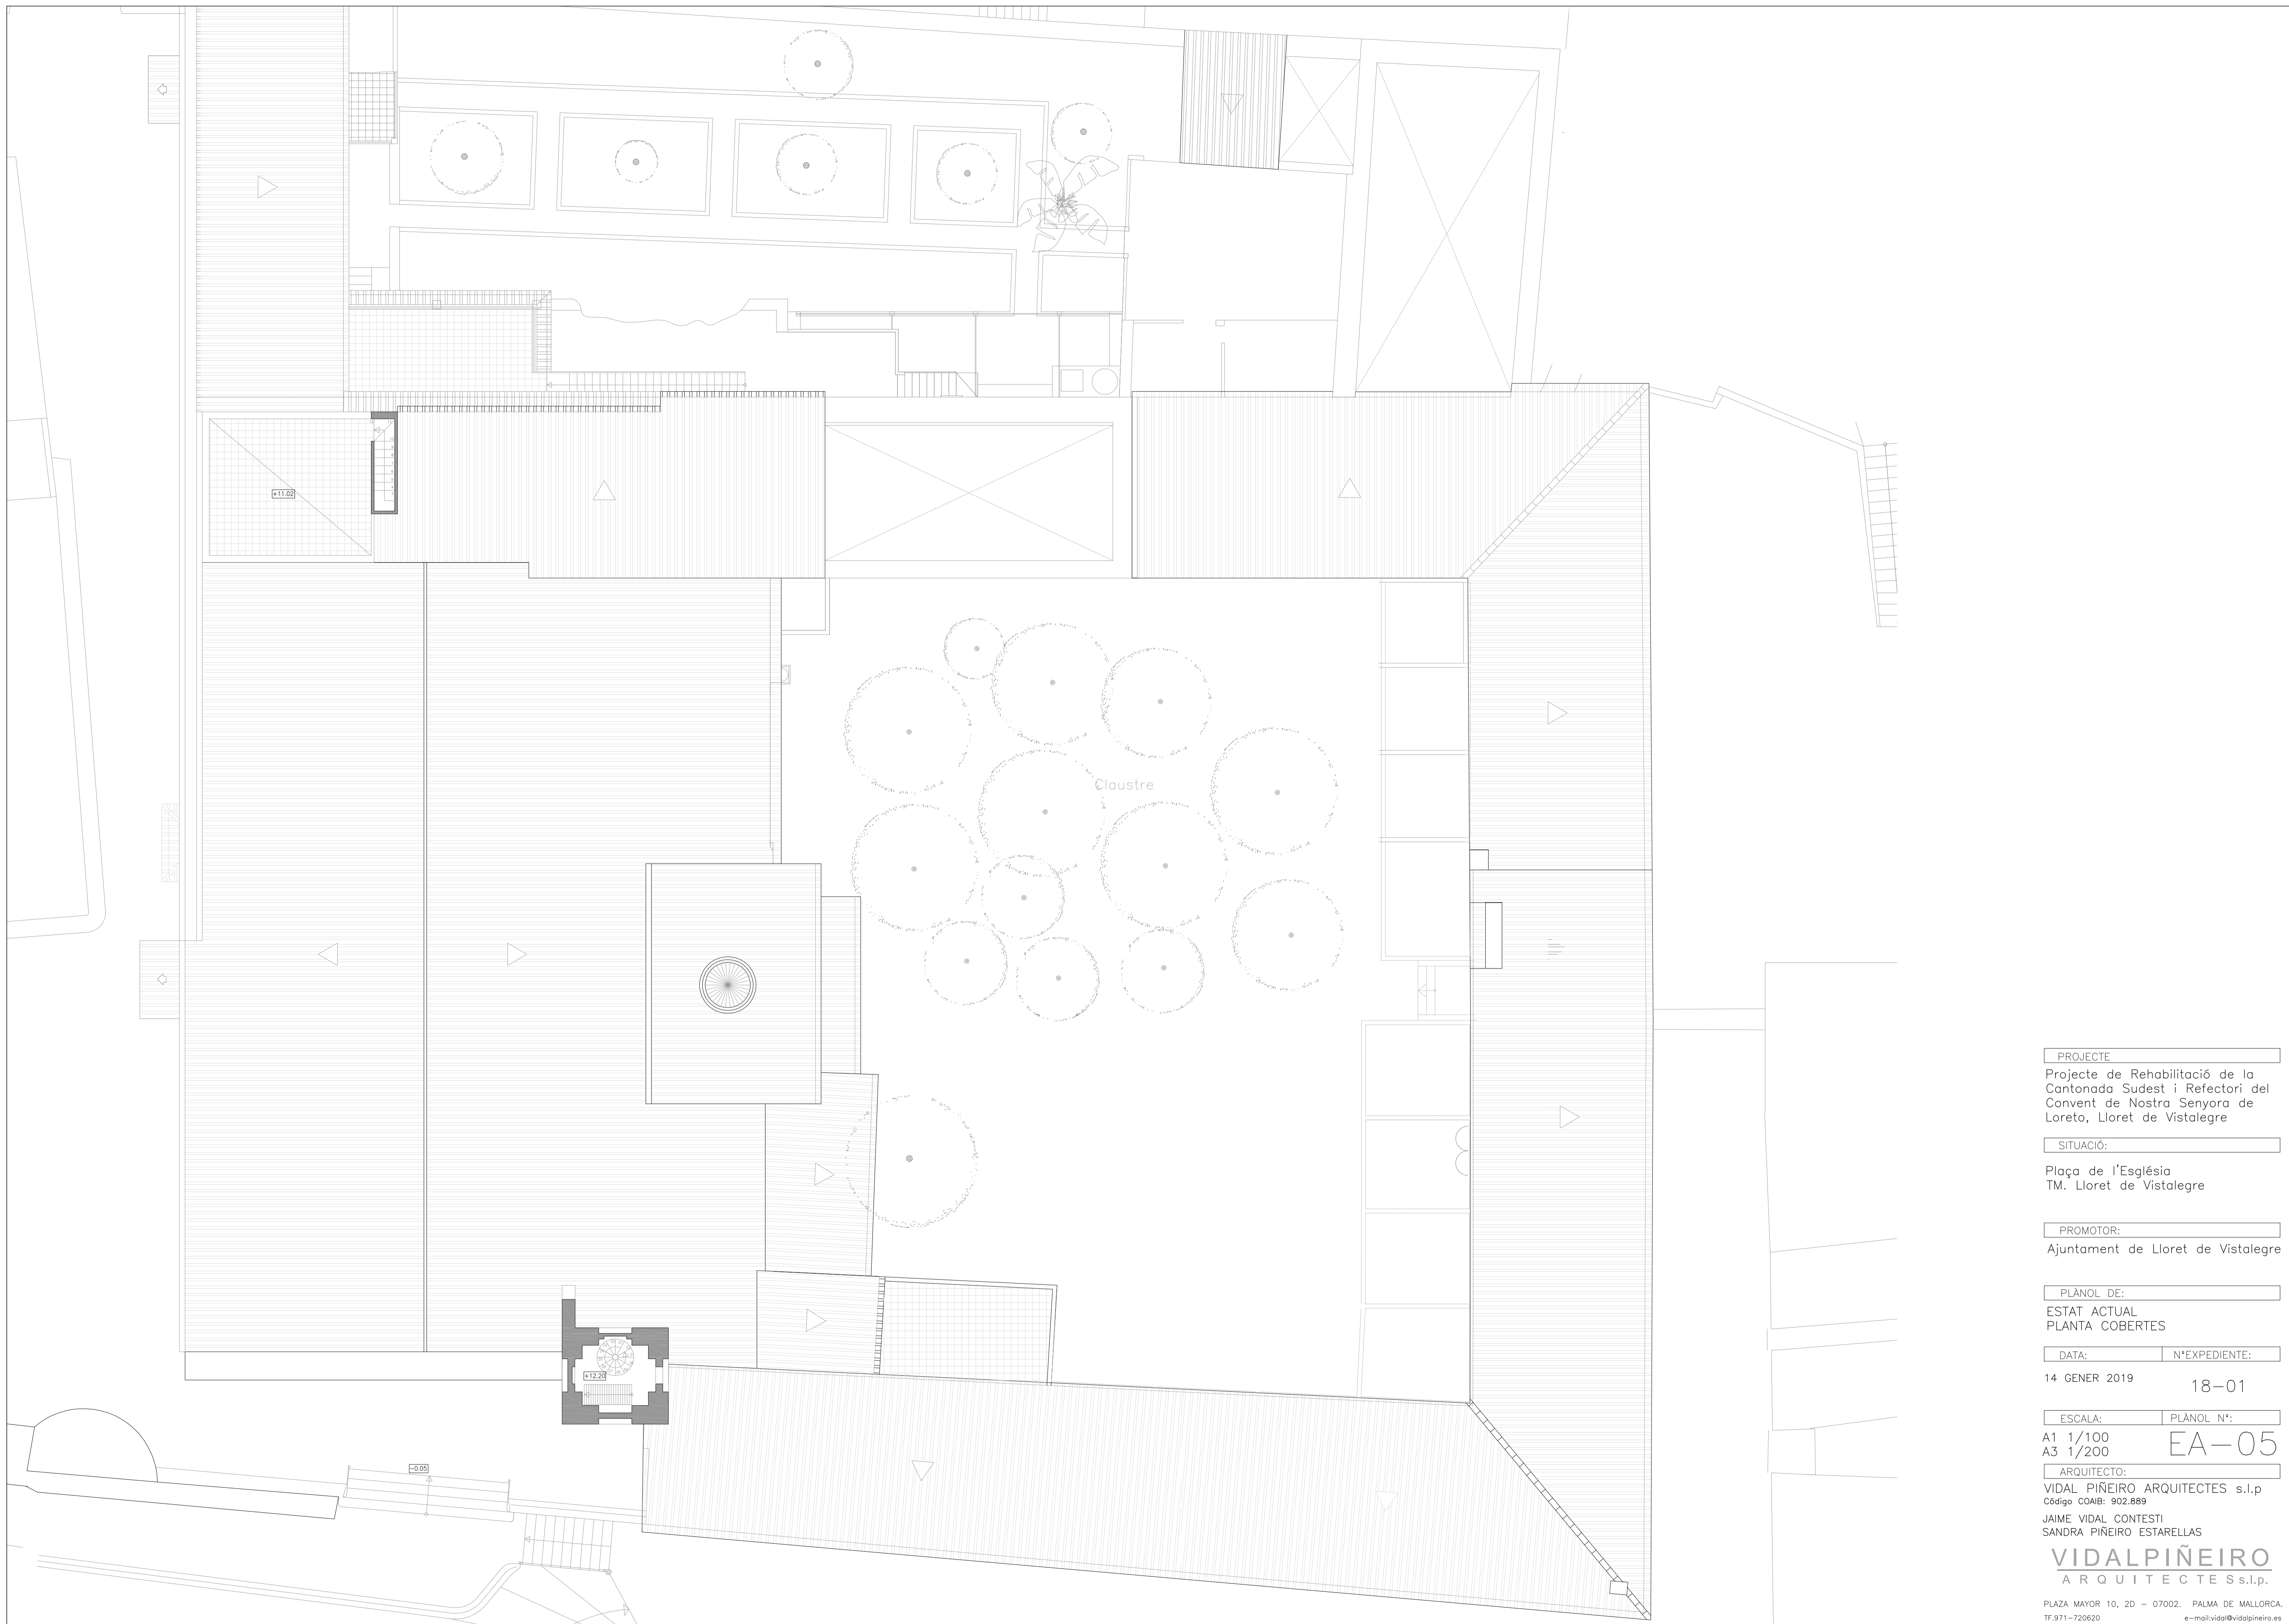 +11.02
Claustre
+12.20
-0.05
PROJECTE
Projecte de Rehabilitació de la
Cantonada Sudest i Refectori del
Convent de Nostra Senyora de
Loreto, Lloret de Vistalegre
SITUACIÓ:
Plaça de l'Església
TM. Lloret de Vistalegre
PROMOTOR:
Ajuntament de Lloret de Vistalegre
PLÀNOL DE:
ESTAT ACTUAL
PLANTA COBERTES
DATA: NºEXPEDIENTE:
14 GENER 2019 18-01
ESCALA: PLÀNOL Nº:
A1 1/100
A3 1/200
EA-05
ARQUITECTO:
VIDAL PIÑEIRO ARQUITECTES s.l.p
Código COAIB: 902.889
JAIME VIDAL CONTESTI
SANDRA PIÑEIRO ESTARELLAS
VIDALPIÑEIRO
ARQUITECTES s.l.p.
PLAZA MAYOR 10, 2D - 07002. PALMA DE MALLORCA.
TF.971-720620 e-mail:vidal@vidalpineiro.es